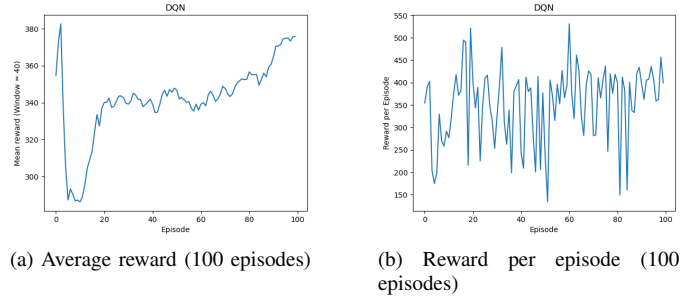 DQN
380
360
340
320
300
0
20
40
60
80
100
Mean reward (Window = 40)
Episode
(a) Average reward (100 episodes)
DQN
550
500
450
400
350
300
250
200
150
0
20
40
60
80
100
Reward per Episode
Episode
(b) Reward per episode (100
episodes)